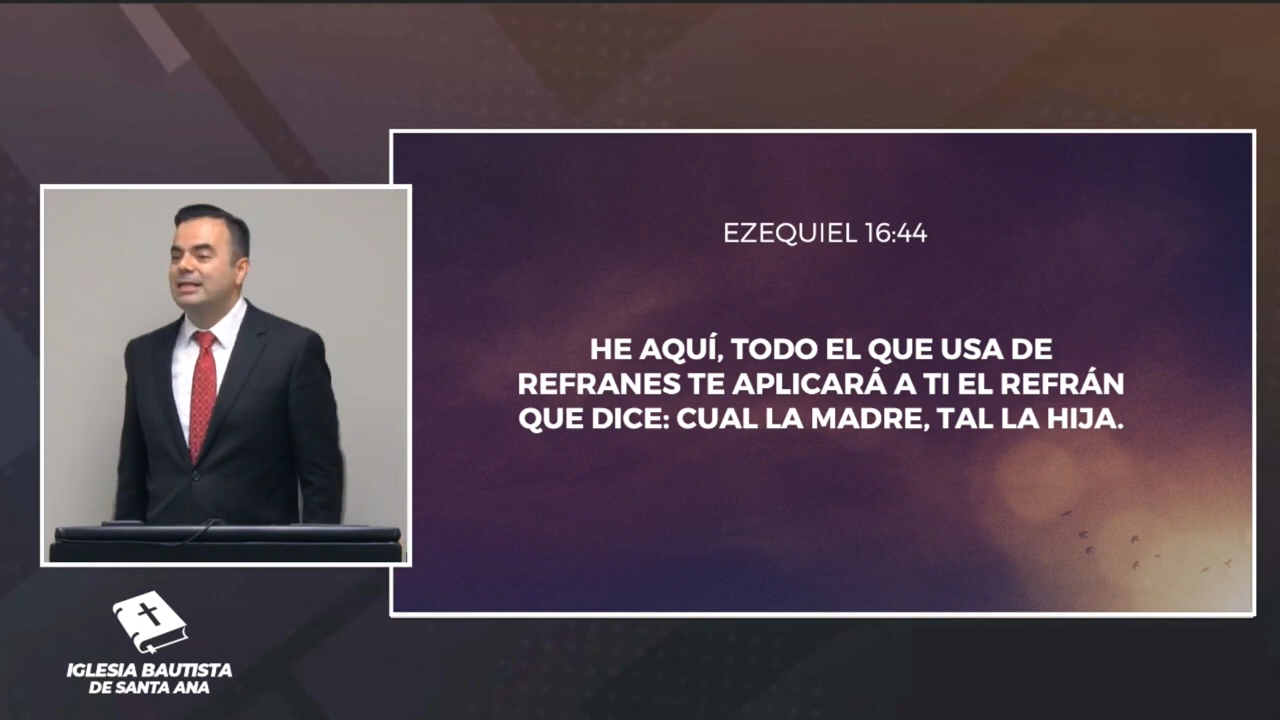 EZEQUIEL 16:44
HE AQUÍ, TODO EL QUE USA DE
REFRANES TE APLICARÁ A TI EL REFRÁN
QUE DICE: CUAL LA MADRE, TAL LA HIJA.
IGLESIA BAUTISTA
DE SANTA ANA